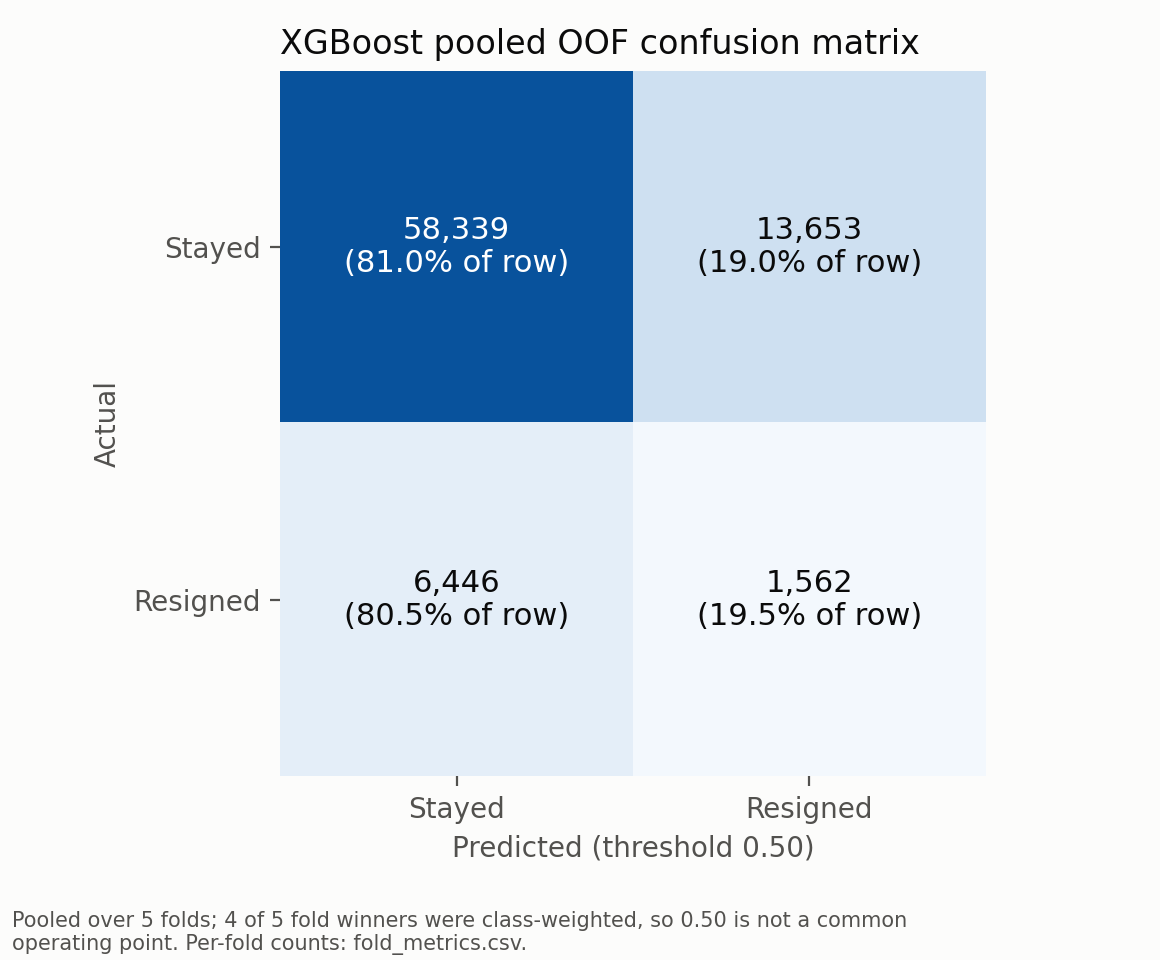 XGBoost pooled OOF confusion matrix
58,339
(81.0% of row)
13,653
(19.0% of row)
Stayed
Actual
6,446
(80.5% of row)
1,562
(19.5% of row)
Resigned
Stayed
Resigned
Predicted (threshold 0.50)
Pooled over 5 folds; 4 of 5 fold winners were class-weighted, so 0.50 is not a common
operating point. Per-fold counts: fold_metrics.csv.